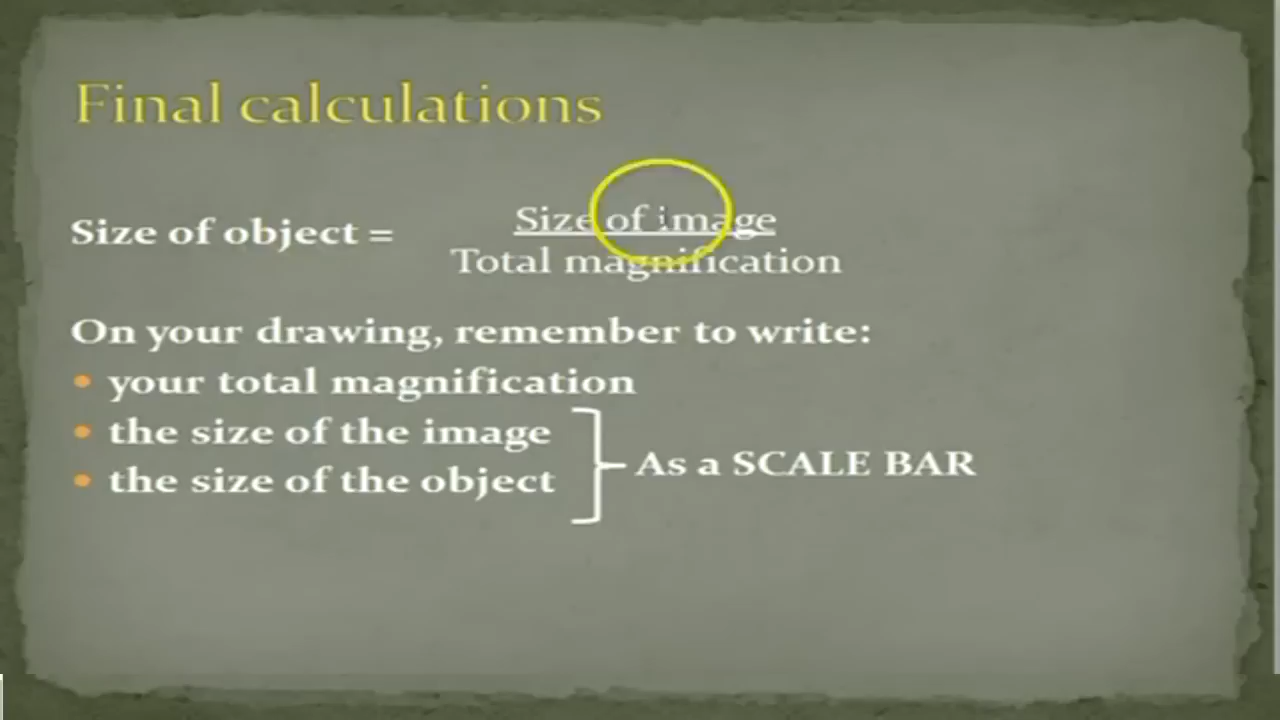 Final calculations
Size of object = Size of image
Total magnification
On your drawing, remember to write:
• your total magnification
• the size of the image
• the size of the object
As a SCALE BAR